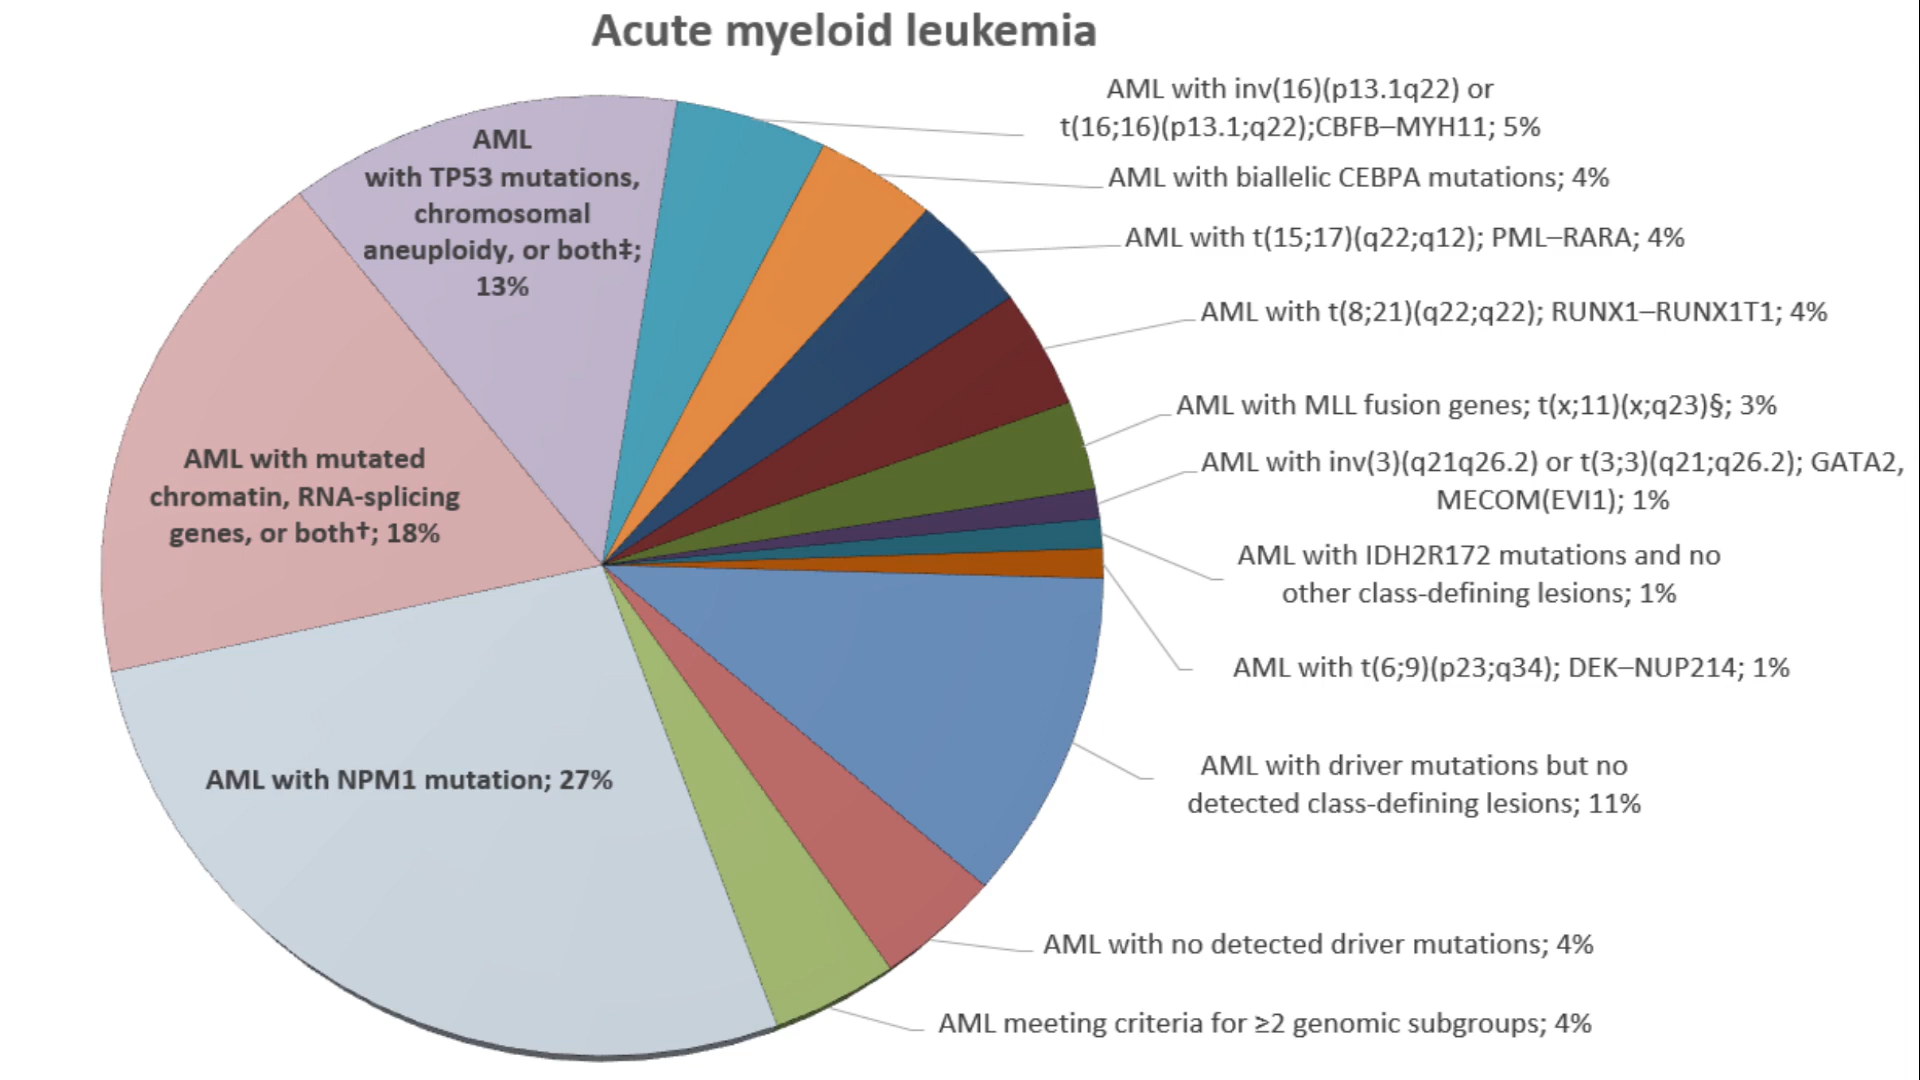 Acute myeloid leukemia
AML with inv(16)(p13.1q22) or
t(16;16)(p13.1;q22);CBFB–MYH11; 5%
AML with biallelic CEBPA mutations; 4%
AML with t(15;17)(q22;q12); PML–RARA; 4%
AML with t(8;21)(q22;q22); RUNX1–RUNX1T1; 4%
AML with MLL fusion genes; t(x;11)(x;q23)§; 3%
AML with inv(3)(q21q26.2) or t(3;3)(q21;q26.2); GATA2,
MECOM(EVI1); 1%
AML with IDH2R172 mutations and no
other class-defining lesions; 1%
AML with t(6;9)(p23;q34); DEK–NUP214; 1%
AML with driver mutations but no
detected class-defining lesions; 11%
AML with no detected driver mutations; 4%
AML meeting criteria for ≥2 genomic subgroups; 4%
AML with NPM1 mutation; 27%
AML with mutated
chromatin, RNA-splicing
genes, or both†; 18%
AML
with TP53 mutations,
chromosomal
aneuploidy, or both‡;
13%